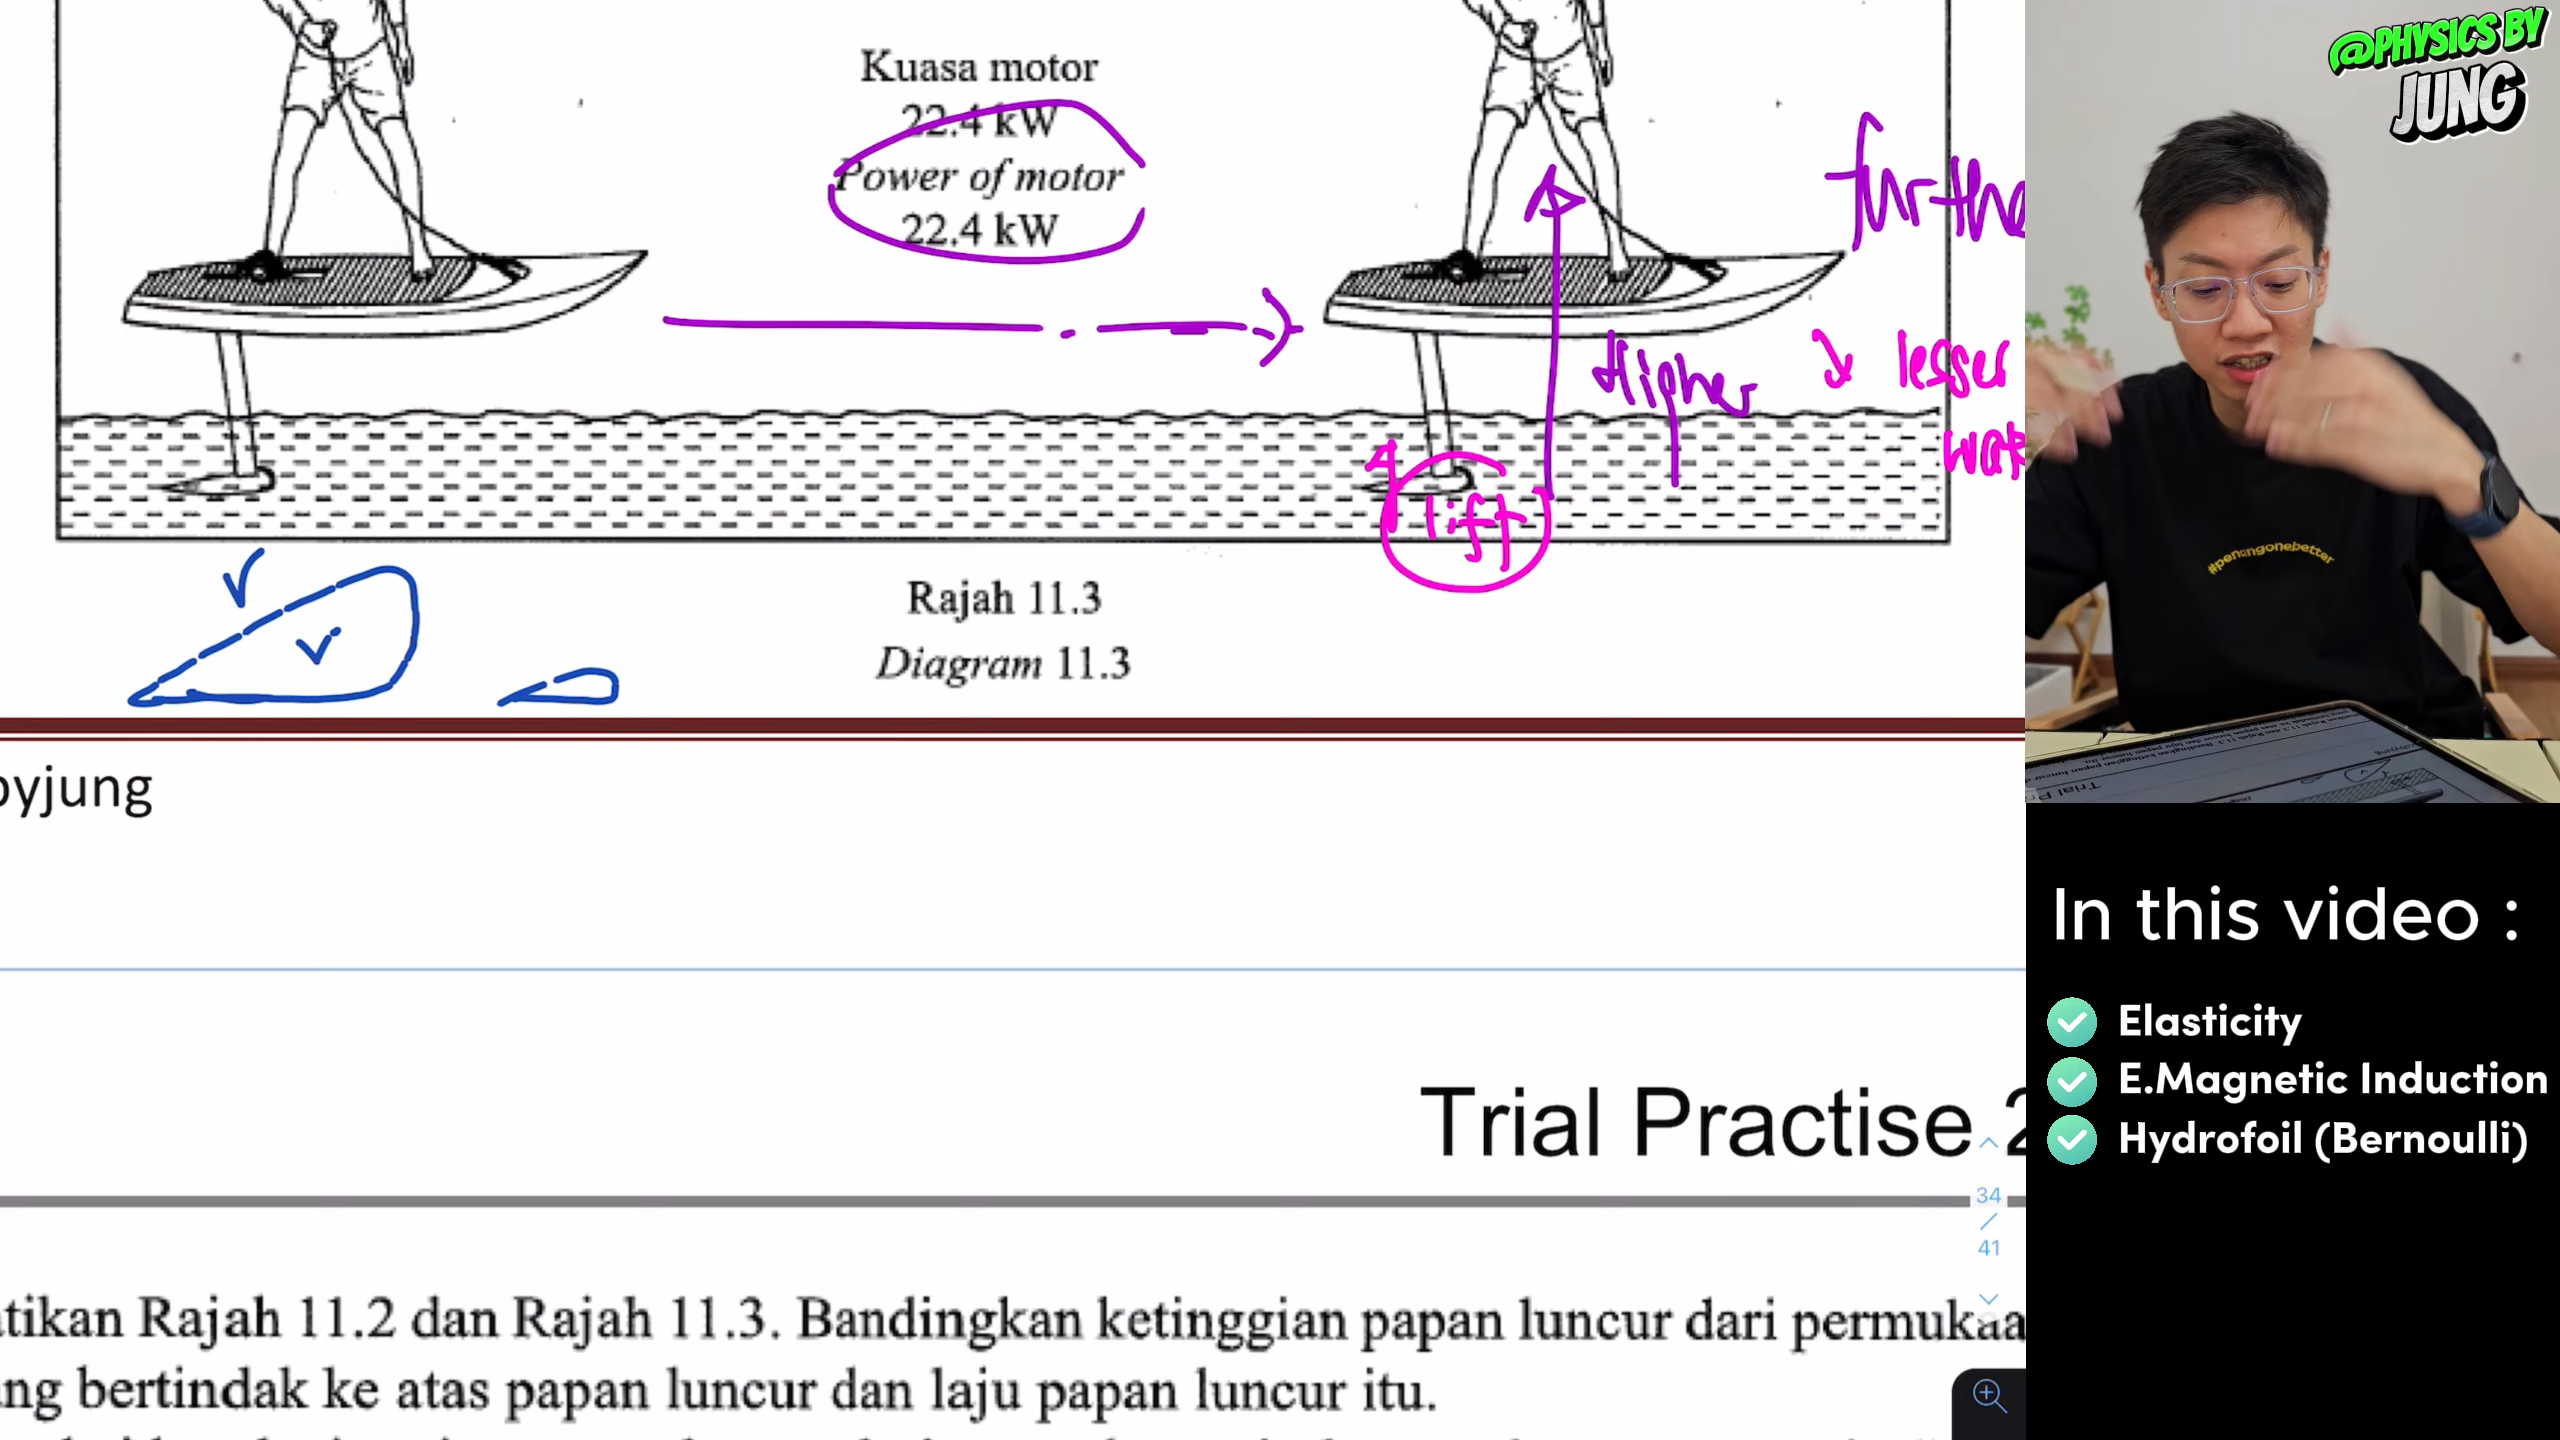 Kuasa motor
22.4 kW
Power of motor
22.4 kW
Higher
lesser
lift
Rajah 11.3
Diagram 11.3
v
v
byjung
Trial Practise 2
34
/
41
tikan Rajah 11.2 dan Rajah 11.3. Bandingkan ketinggian papan luncur dari permukaa
ng bertindak ke atas papan luncur dan laju papan luncur itu.
@PHYSICS BY
JUNG
#penangonebetter
In this video :
Elasticity
E.Magnetic Induction
Hydrofoil (Bernoulli)